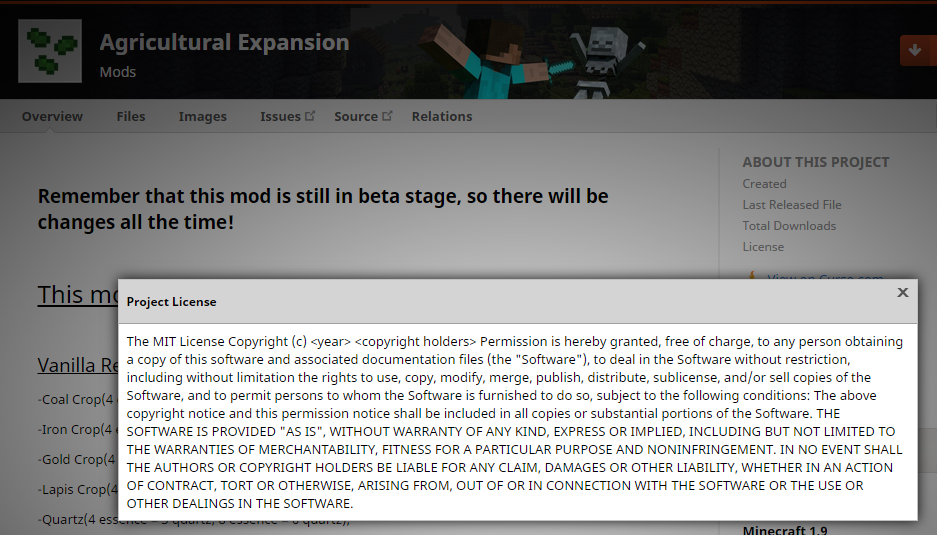 Agricultural Expansion
Mods
Overview Files Images Issues Source Relations
Remember that this mod is still in beta stage, so there will be
changes all the time!
ABOUT THIS PROJECT
Created
Last Released File
Total Downloads
License
View on Curse.com
This
Vanilla
Project License
The MIT License Copyright (c) <year> <copyright holders> Permission is hereby granted, free of charge, to any person obtaining
a copy of this software and associated documentation files (the "Software"), to deal in the Software without restriction,
including without limitation the rights to use, copy, modify, merge, publish, distribute, sublicense, and/or sell copies of the
Software, and to permit persons to whom the Software is furnished to do so, subject to the following conditions: The above
copyright notice and this permission notice shall be included in all copies or substantial portions of the Software. THE
SOFTWARE IS PROVIDED "AS IS", WITHOUT WARRANTY OF ANY KIND, EXPRESS OR IMPLIED, INCLUDING BUT NOT LIMITED TO
THE WARRANTIES OF MERCHANTABILITY, FITNESS FOR A PARTICULAR PURPOSE AND NONINFRINGEMENT. IN NO EVENT SHALL
THE AUTHORS OR COPYRIGHT HOLDERS BE LIABLE FOR ANY CLAIM, DAMAGES OR OTHER LIABILITY, WHETHER IN AN ACTION
OF CONTRACT, TORT OR OTHERWISE, ARISING FROM, OUT OF OR IN CONNECTION WITH THE SOFTWARE OR THE USE OR
OTHER DEALINGS IN THE SOFTWARE.
-Coal Crop(4
-Iron Crop(4
-Gold Crop(4
-Lapis Crop(4
-Quartz(4 essence = 3 quartz, 8 essence = 6 quartz),
Minecraft 1.9